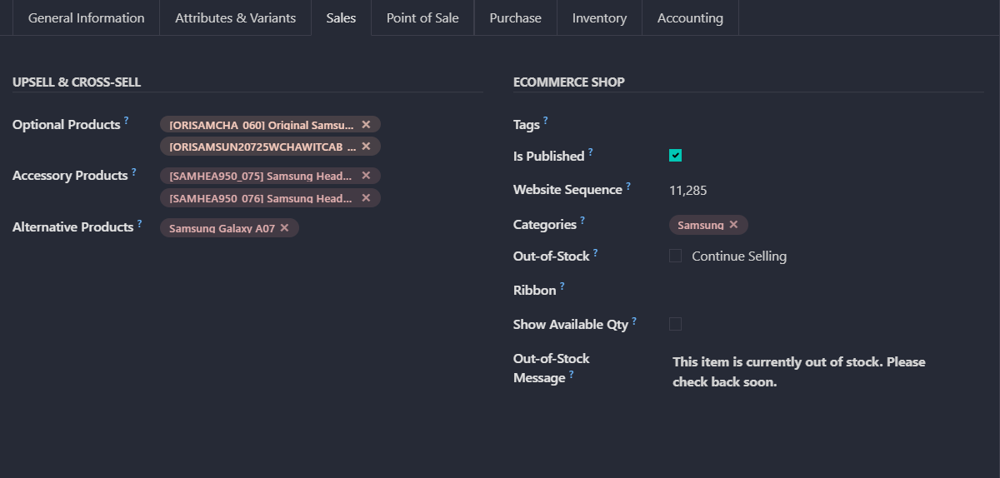 General Information Attributes & Variants Sales Point of Sale Purchase Inventory Accounting
UPSELL & CROSS-SELL
Optional Products ?
[ORISAMCHA_060] Original Samsu... ×
[ORISAMSUN20725WCHAWITCAB_... ×
Accessory Products ?
[SAMHEA950_075] Samsung Head... ×
[SAMHEA950_076] Samsung Head... ×
Alternative Products ?
Samsung Galaxy A07 ×
ECOMMERCE SHOP
Tags ?
Is Published ?
Website Sequence ? 11,285
Categories ? Samsung ×
Out-of-Stock ? Continue Selling
Ribbon ?
Show Available Qty ?
Out-of-Stock
Message ?
This item is currently out of stock. Please
check back soon.